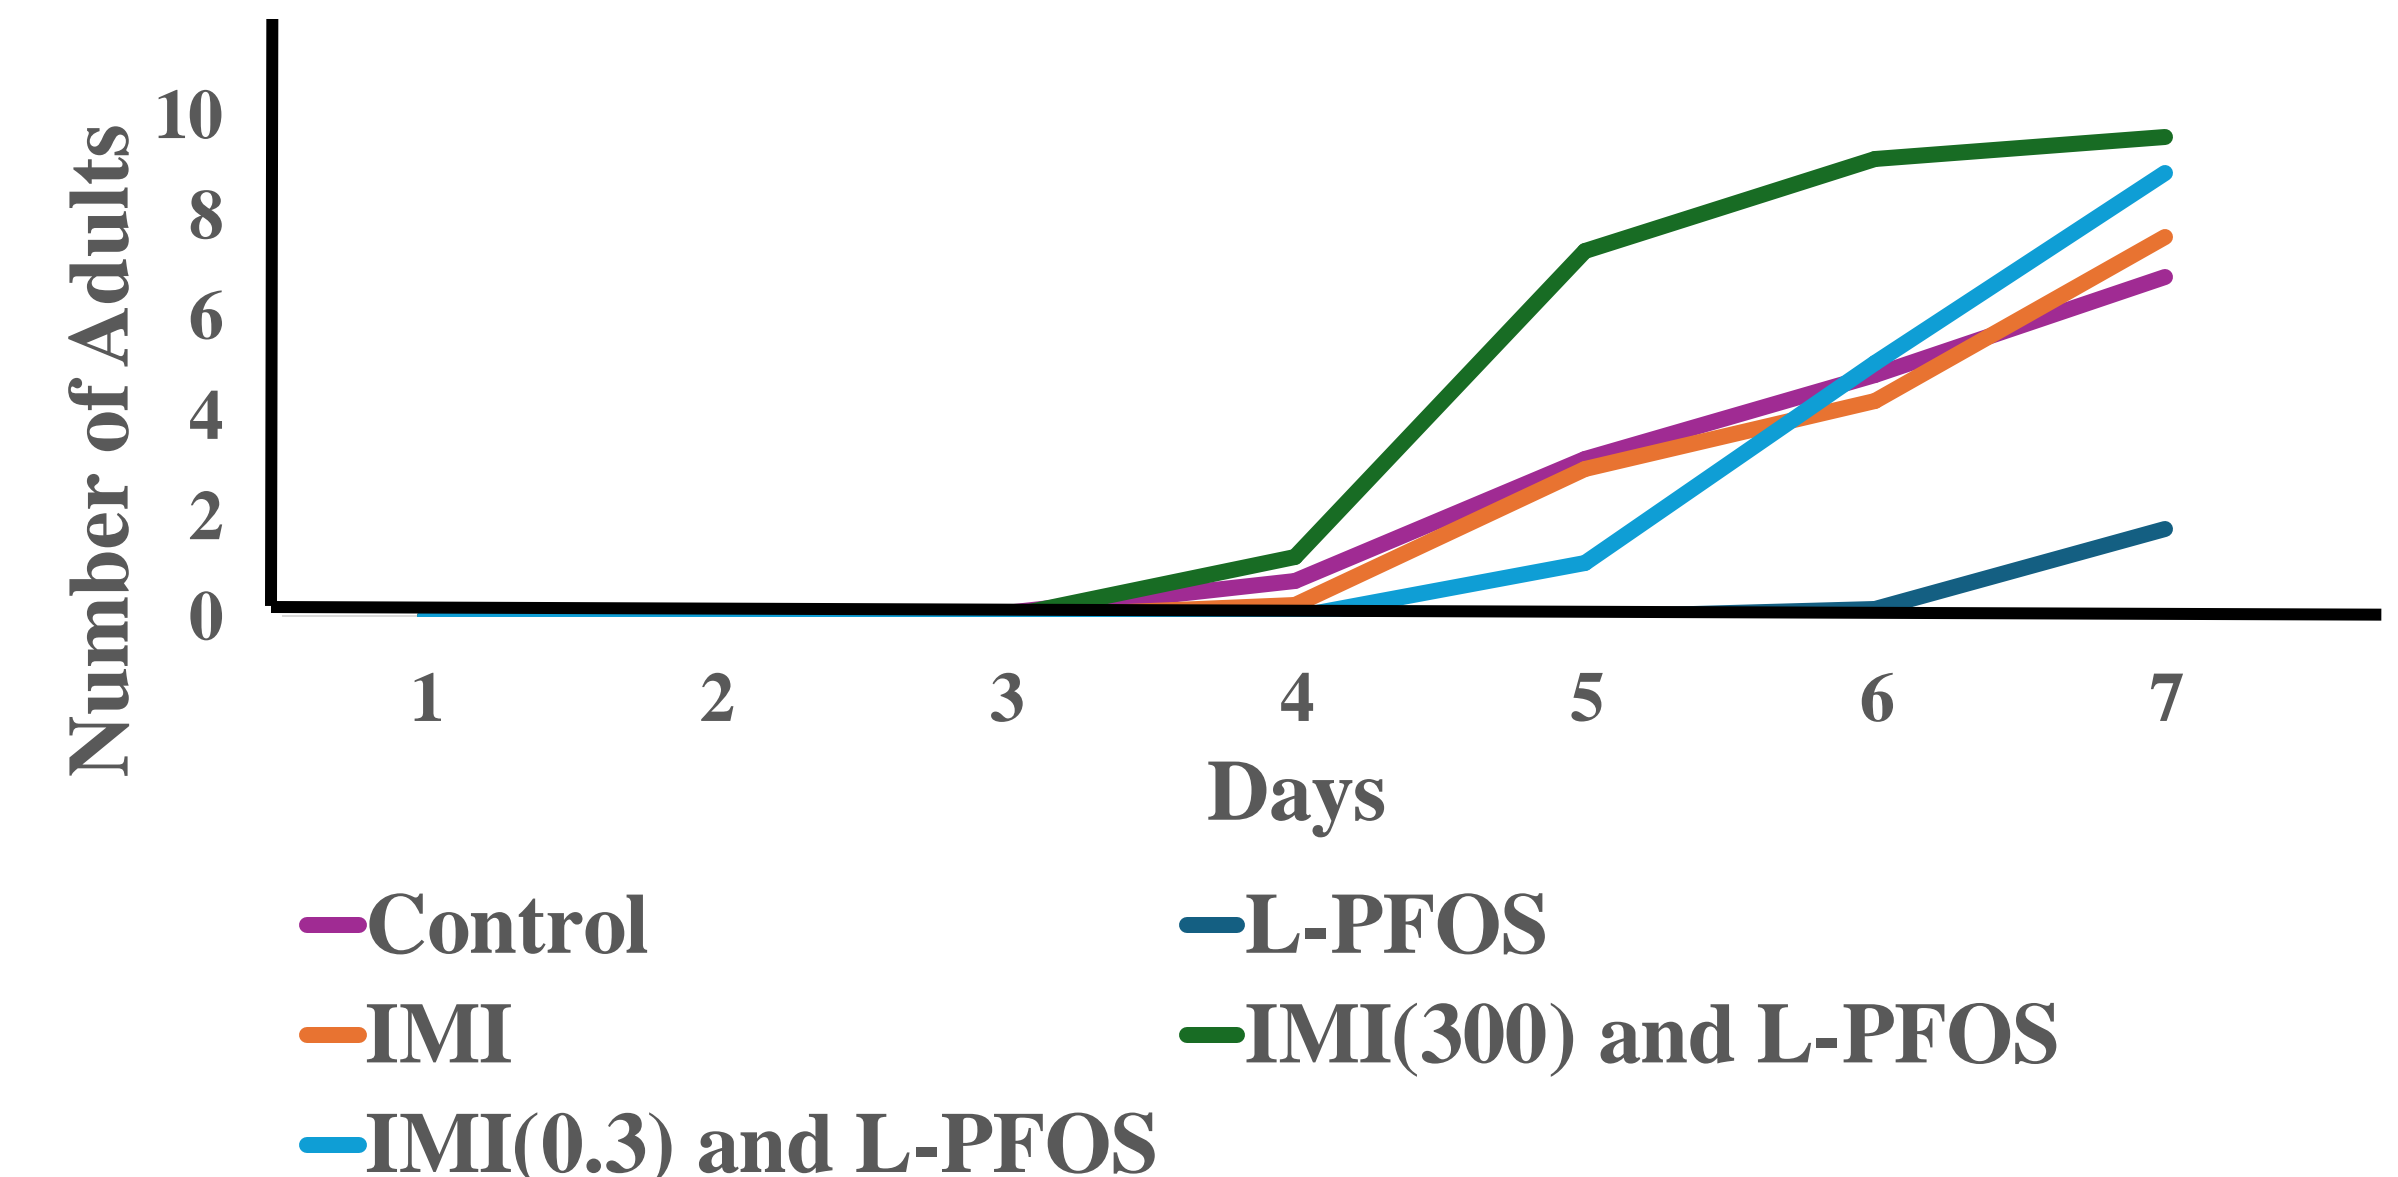 Number of Adults
10
8
6
4
2
0
1 2 3 4 5 6 7
Days
Control L-PFOS
IMI IMI(300) and L-PFOS
IMI(0.3) and L-PFOS